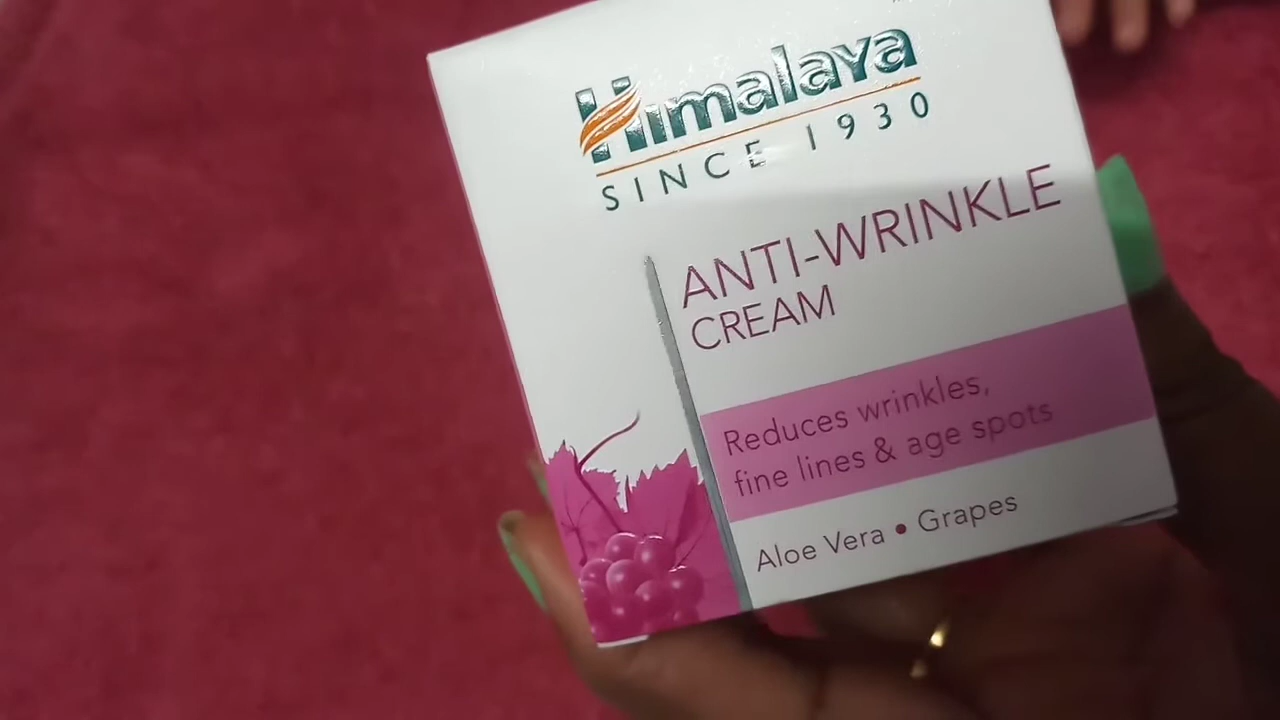 Himalaya
SINCE 1930
ANTI-WRINKLE
CREAM
Reduces wrinkles,
fine lines & age spots
Aloe Vera • Grapes